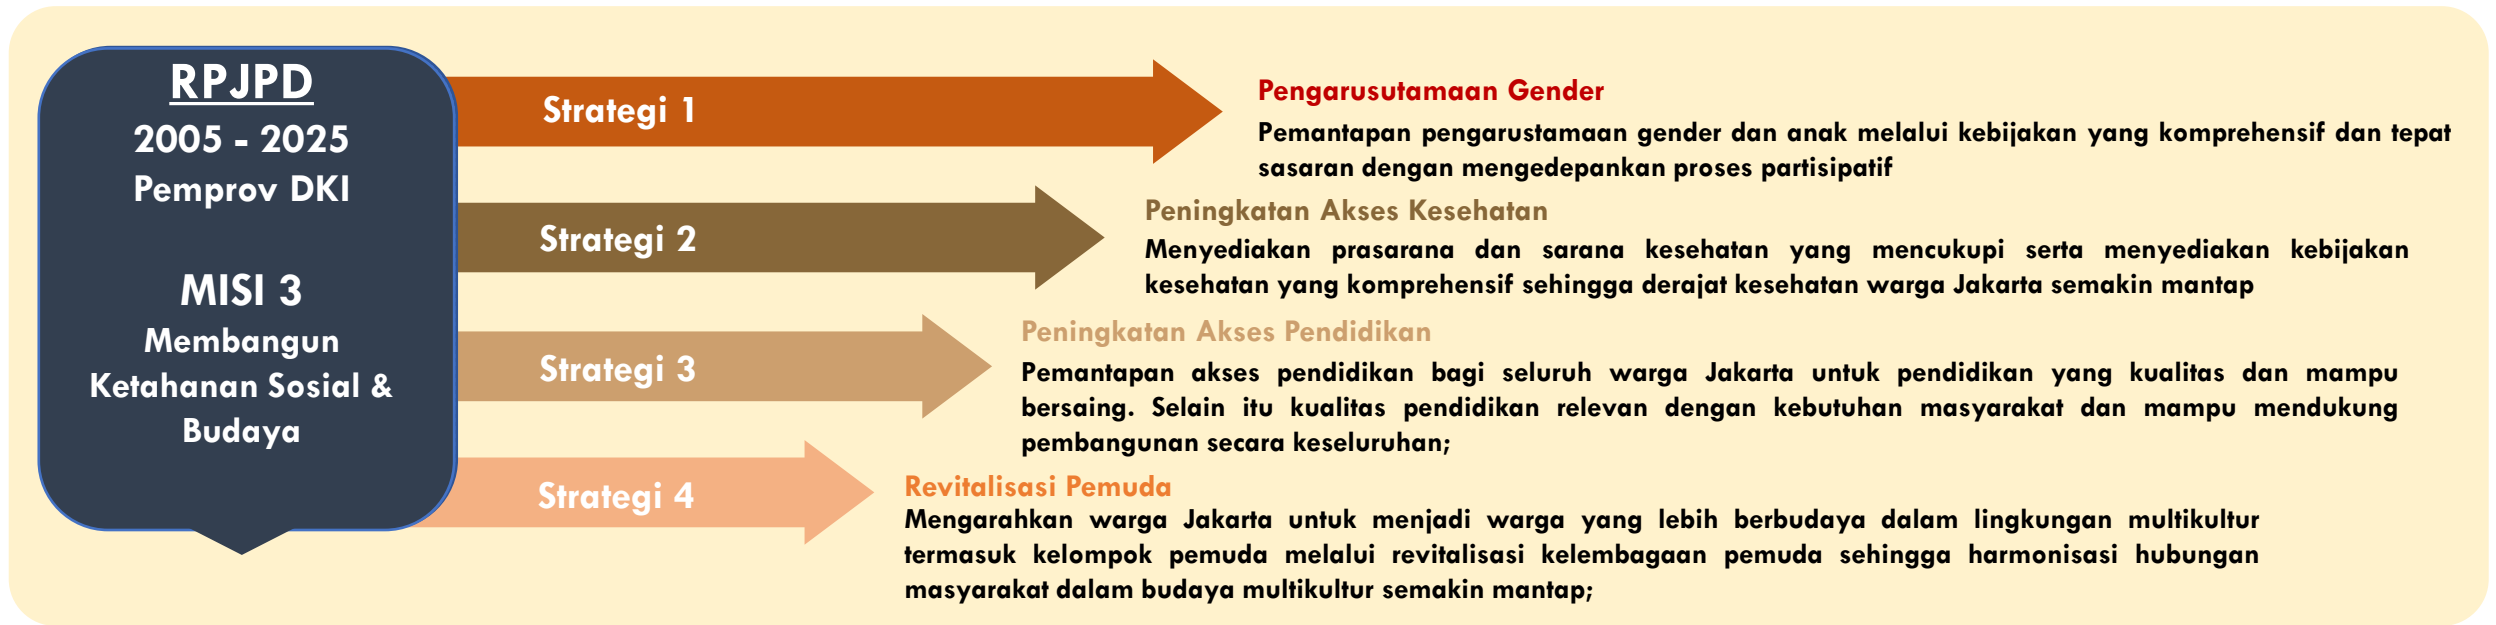 RPJPD
2005 - 2025
Pemprov DKI
MISI 3
Membangun
Ketahanan Sosial &
Budaya
Strategi 1
Pengarusutamaan Gender
Pemantapan pengarustamaan gender dan anak melalui kebijakan yang komprehensif dan tepat
sasaran dengan mengedepankan proses partisipatif
Strategi 2
Peningkatan Akses Kesehatan
Menyediakan prasarana dan sarana kesehatan yang mencukupi serta menyediakan kebijakan
kesehatan yang komprehensif sehingga derajat kesehatan warga Jakarta semakin mantap
Strategi 3
Peningkatan Akses Pendidikan
Pemantapan akses pendidikan bagi seluruh warga Jakarta untuk pendidikan yang kualitas dan mampu
bersaing. Selain itu kualitas pendidikan relevan dengan kebutuhan masyarakat dan mampu mendukung
pembangunan secara keseluruhan;
Strategi 4
Revitalisasi Pemuda
Mengarahkan warga Jakarta untuk menjadi warga yang lebih berbudaya dalam lingkungan multikultur
termasuk kelompok pemuda melalui revitalisasi kelembagaan pemuda sehingga harmonisasi hubungan
masyarakat dalam budaya multikultur semakin mantap;